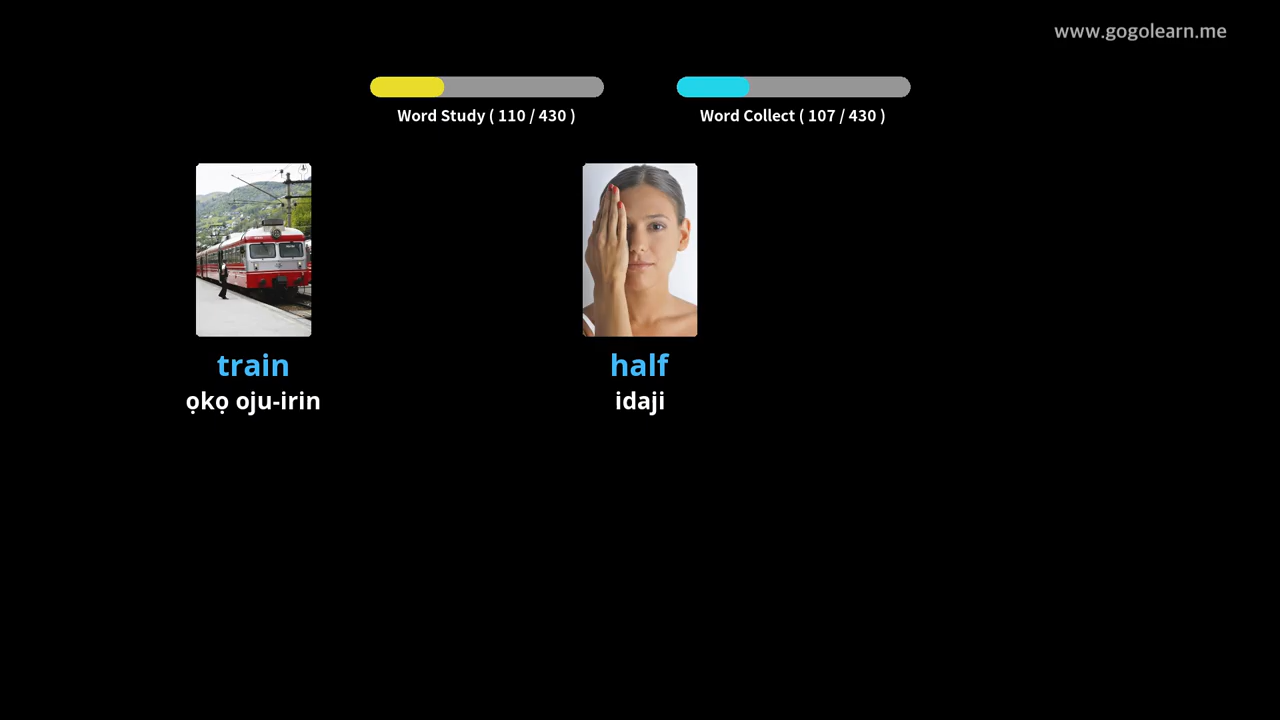 www.gogolearn.me
Word Study ( 110 / 430 )
Word Collect ( 107 / 430 )
train
ọkọ oju-irin
half
idaji